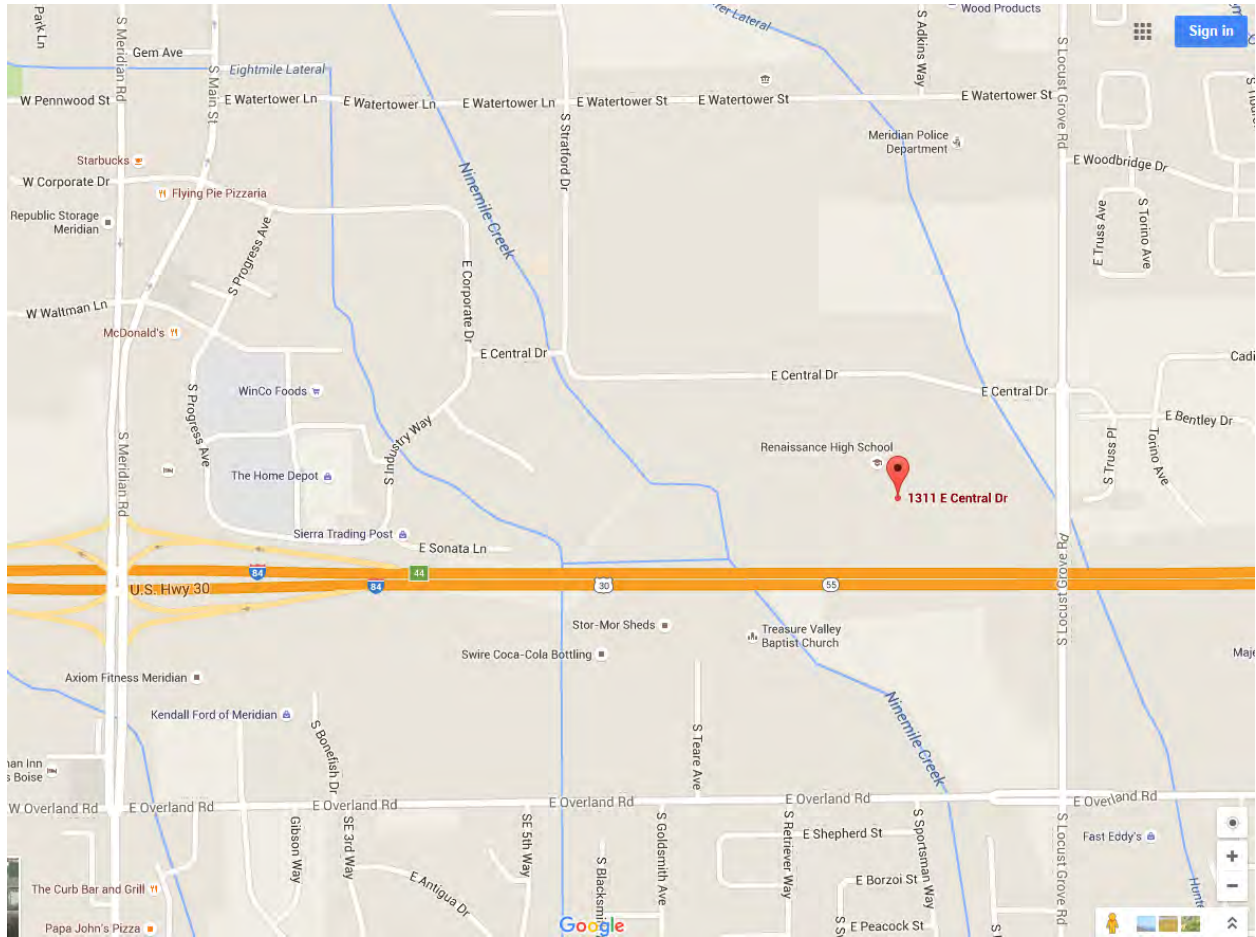 Park Ln
S Meridian Rd
Gem Ave
S Main St
Eightmile Lateral
W Pennwood St
E Watertower Ln
E Watertower Ln
E Watertower Ln
E Watertower St
E Watertower St
E Watertower St
S Adkins Way
Wood Products
S Locust Grove Rd
Sign in
Lateral
S Stratford Dr
Meridian Police
Department
E Woodbridge Dr
Starbucks
W Corporate Dr
Flying Pie Pizzaria
Republic Storage
Meridian
S Progress Ave
Ninemile Creek
E Corporate Dr
E Truss Ave
S Torino Ave
W Waltman Ln
McDonald's
E Central Dr
E Central Dr
E Central Dr
Cadi
WinCo Foods
S Progress Ave
S Industry Way
E Bentley Dr
S Truss Pl
Torino Ave
S Meridian Rd
Renaissance High School
1311 E Central Dr
The Home Depot
Sierra Trading Post
E Sonata Ln
84
44
84
30
55
U.S. Hwy 30
S Locust Grove Rd
Stor-Mor Sheds
Treasure Valley
Baptist Church
Swire Coca-Cola Bottling
Maje
Axiom Fitness Meridian
Kendall Ford of Meridian
S Bonefish Dr
S Teare Ave
Ninemile Creek
nan Inn
s Boise
W Overland Rd
E Overland Rd
E Overland Rd
E Overland Rd
E Overland Rd
E Overland Rd
Gibson Way
SE 3rd Way
SE 5th Way
S Blacksmi
S Goldsmith Ave
S Retriever Way
E Shepherd St
S Sportsman Way
S Locust Grove Rd
Fast Eddy's
E Borzoi St
Hunte
The Curb Bar and Grill
E Antigua Dr
Papa John's Pizza
Google
E Peacock St